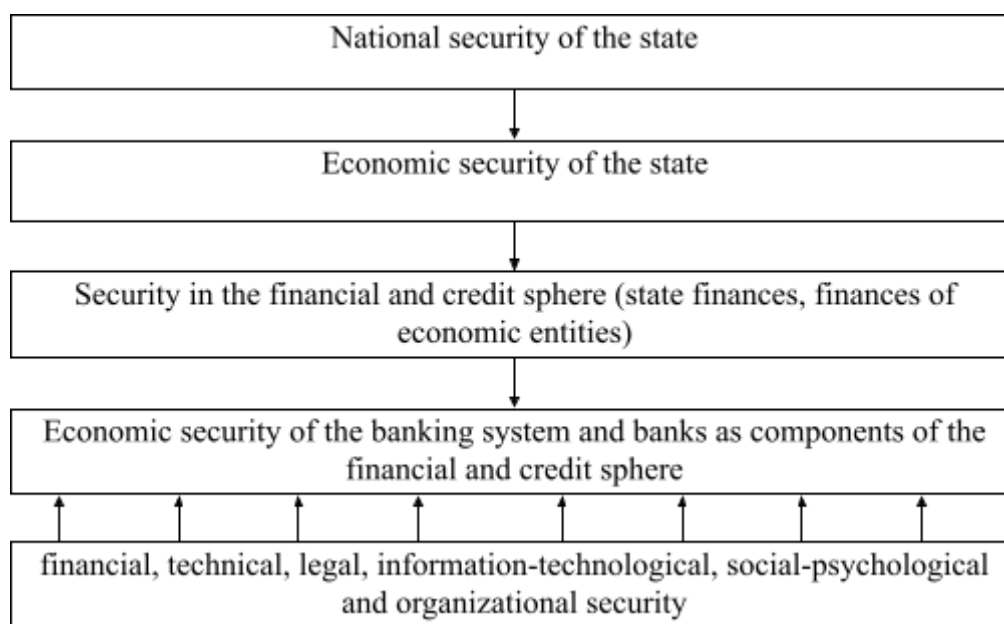 National security of the state
Economic security of the state
Security in the financial and credit sphere (state finances, finances of
economic entities)
Economic security of the banking system and banks as components of the
financial and credit sphere
financial, technical, legal, information-technological, social-psychological
and organizational security